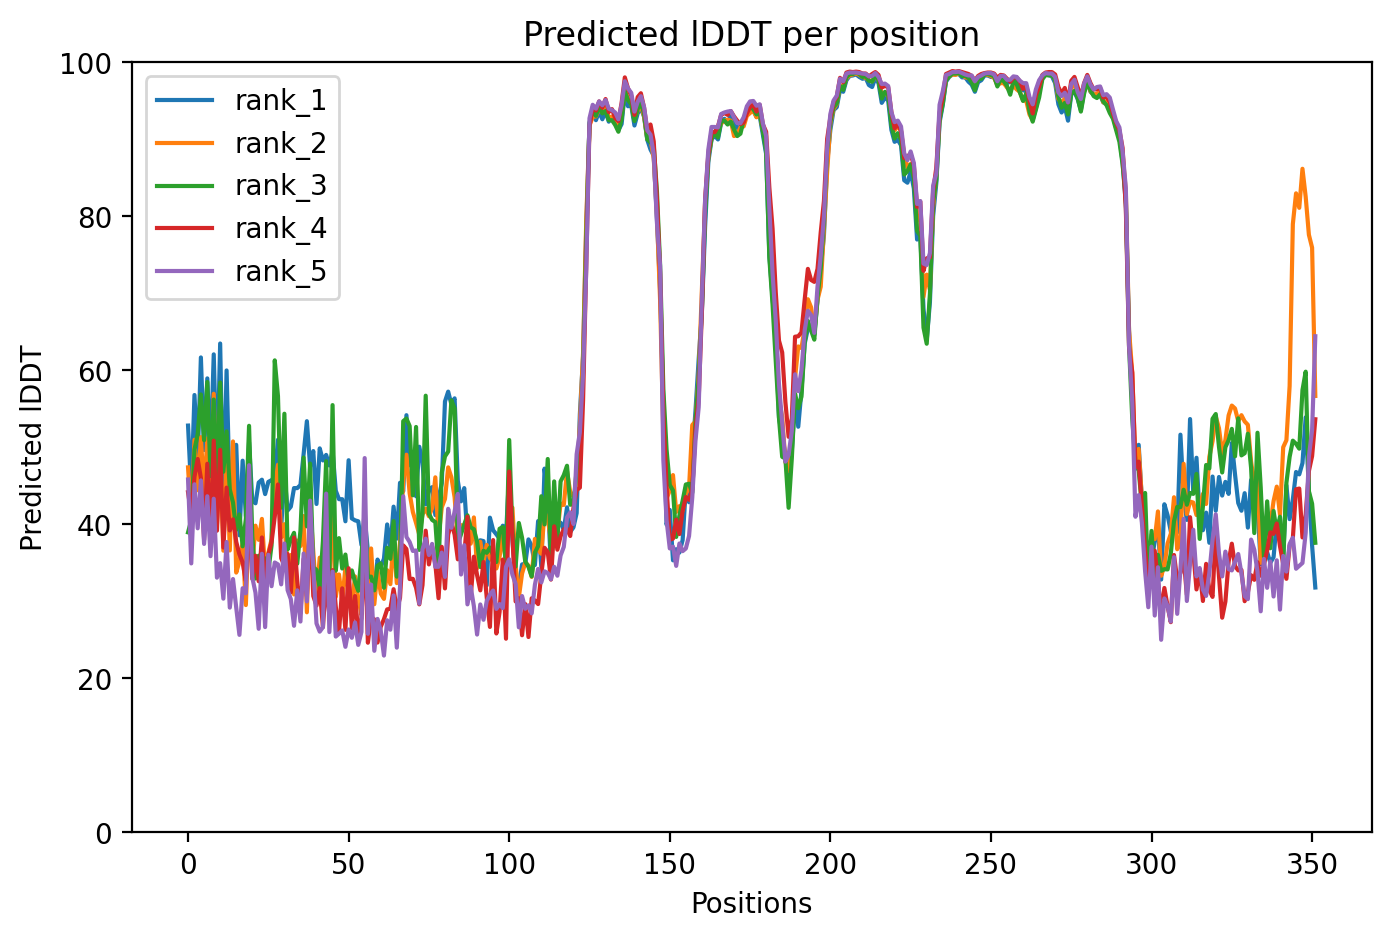 Predicted lDDT per position
100
80
60
40
20
0
Predicted lDDT
rank_1
rank_2
rank_3
rank_4
rank_5
0 50 100 150 200 250 300 350
Positions